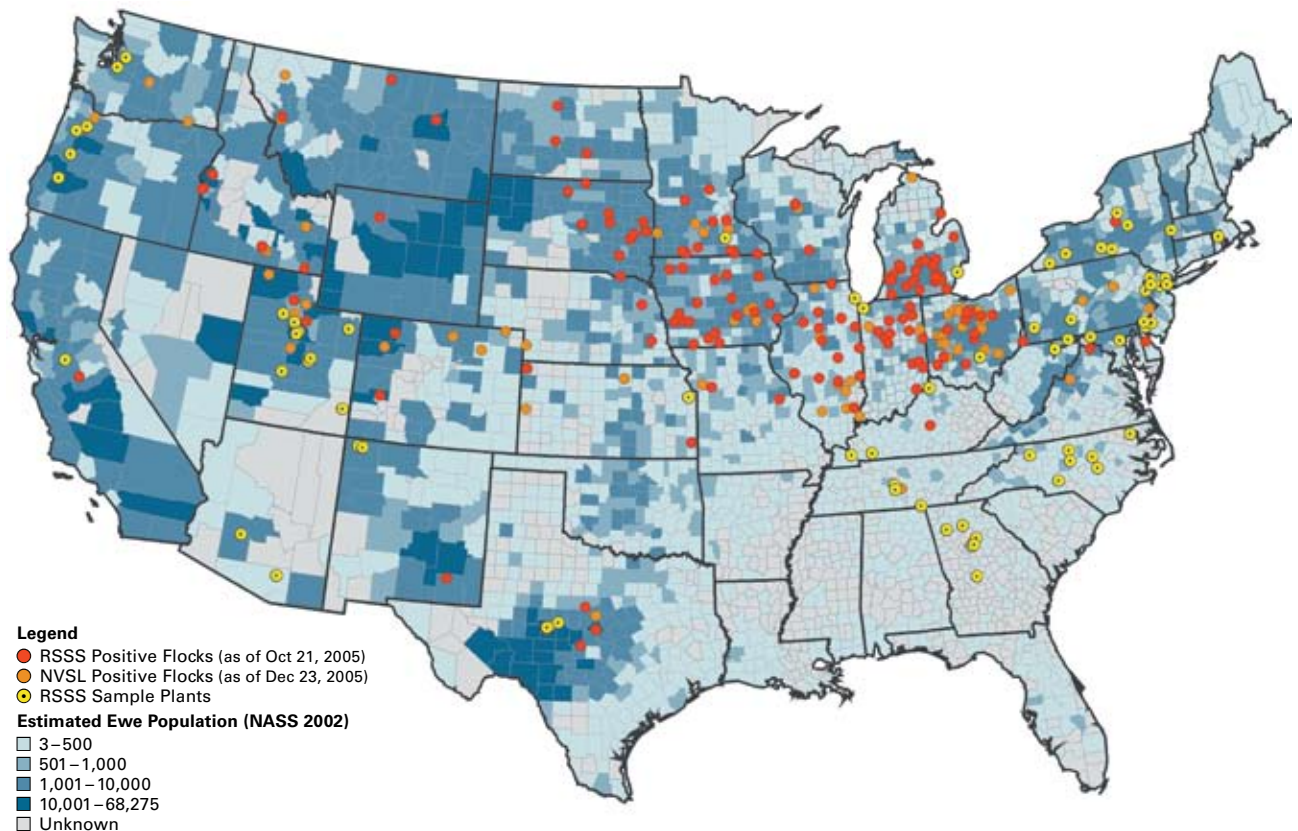 Legend
RSSS Positive Flocks (as of Oct 21, 2005)
NVSL Positive Flocks (as of Dec 23, 2005)
RSSS Sample Plants
Estimated Ewe Population (NASS 2002)
3–500
501–1,000
1,001–10,000
10,001–68,275
Unknown